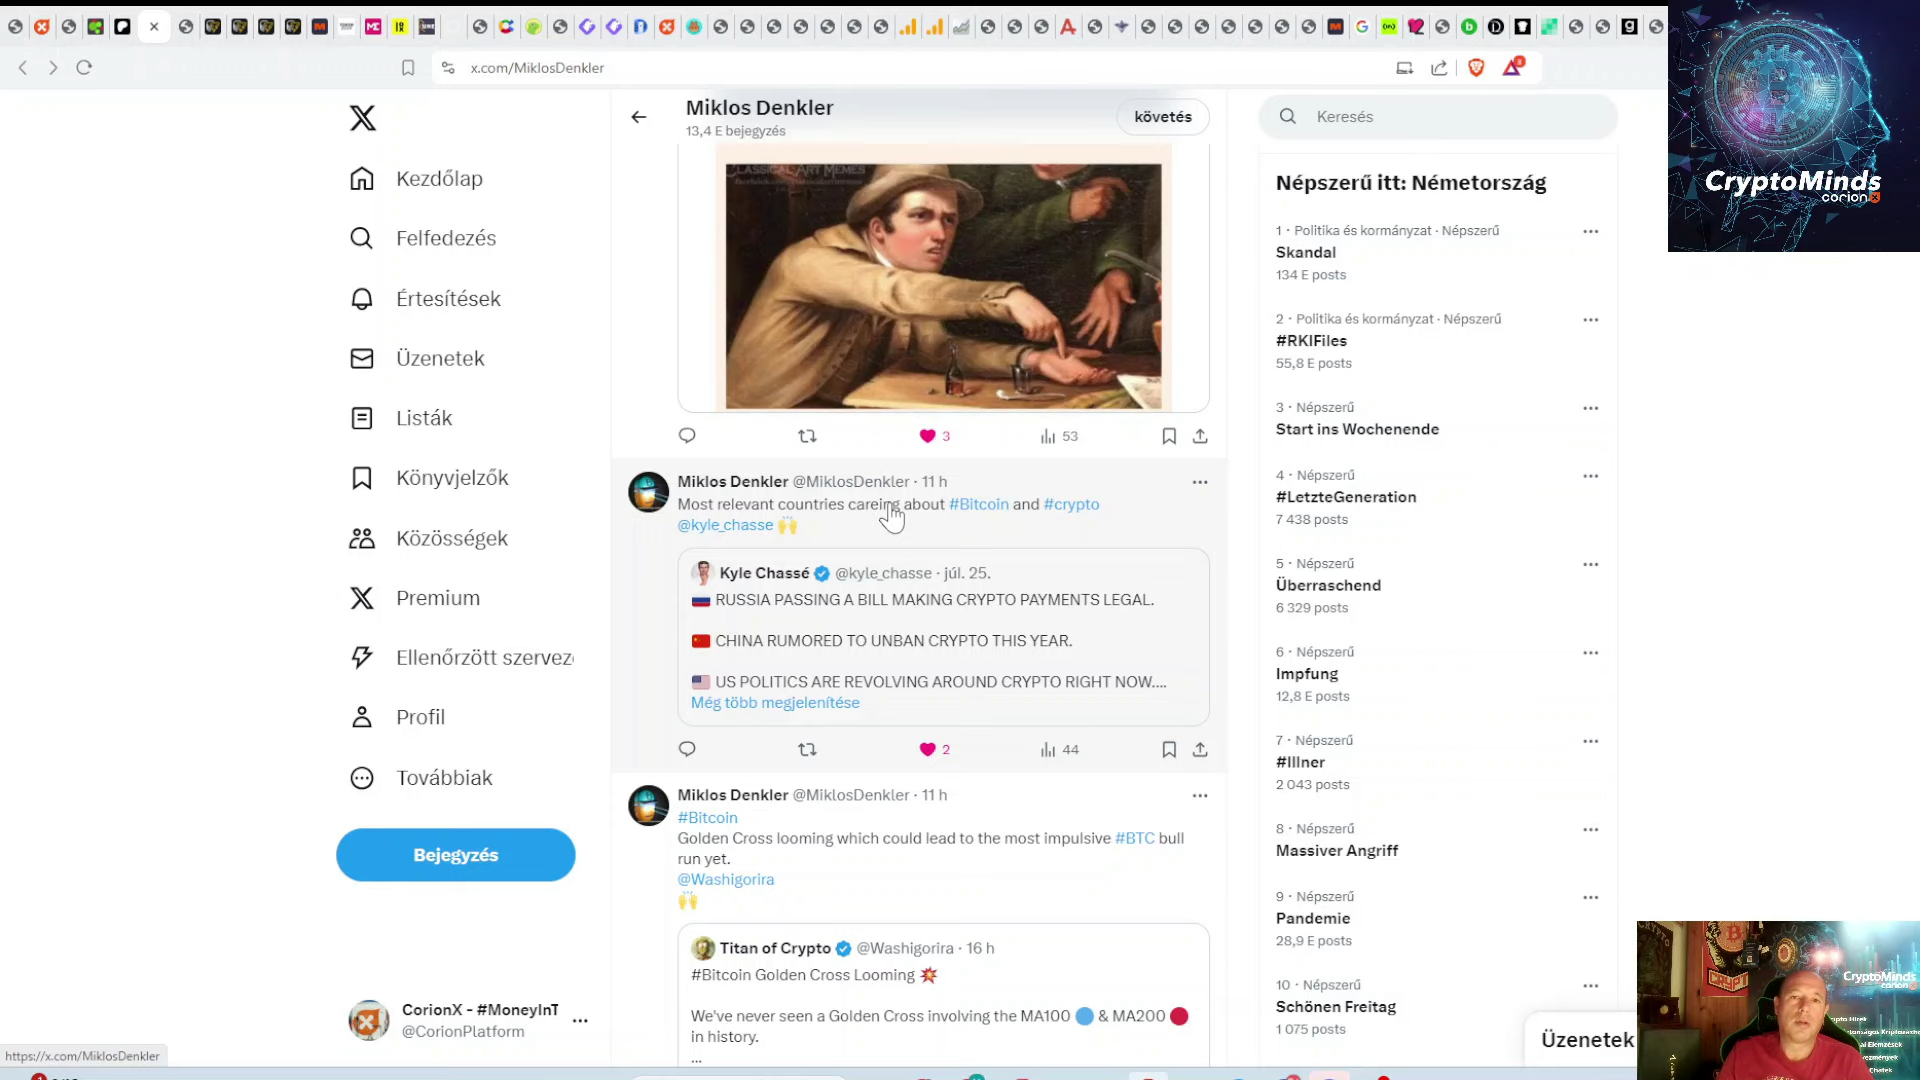 x.com/MiklosDenkler
Miklos Denkler
13,4 E bejegyzés
követés
Keresés
CryptoMinds
corion
Kezdőlap
Felfedezés
Értesítések
Üzenetek
Listák
Könyvjelzők
Közösségek
Premium
Ellenőrzött szervez
Profil
Továbbiak
Bejegyzés
CorionX - #MoneyInT
@CorionPlatform
https://x.com/MiklosDenkler
CLASSICAL ART MEMES
3
53
Miklos Denkler @MiklosDenkler · 11 h
Most relevant countries careing about #Bitcoin and #crypto
@kyle_chasse 🙌
Kyle Chassé @kyle_chasse · júl. 25.
🇷🇺 RUSSIA PASSING A BILL MAKING CRYPTO PAYMENTS LEGAL.
🇨🇳 CHINA RUMORED TO UNBAN CRYPTO THIS YEAR.
🇺🇸 US POLITICS ARE REVOLVING AROUND CRYPTO RIGHT NOW....
Még több megjelenítése
2
44
Miklos Denkler @MiklosDenkler · 11 h
#Bitcoin
Golden Cross looming which could lead to the most impulsive #BTC bull
run yet.
@Washigorira
🙌
Titan of Crypto @Washigorira · 16 h
#Bitcoin Golden Cross Looming 💥
We've never seen a Golden Cross involving the MA100 🔵 & MA200 🔴
in history.
...
Népszerű itt: Németország
1 · Politika és kormányzat · Népszerű
Skandal
134 E posts
2 · Politika és kormányzat · Népszerű
#RKIFiles
55,8 E posts
3 · Népszerű
Start ins Wochenende
4 · Népszerű
#LetzteGeneration
7 438 posts
5 · Népszerű
Überraschend
6 329 posts
6 · Népszerű
Impfung
12,8 E posts
7 · Népszerű
#Illner
2 043 posts
8 · Népszerű
Massiver Angriff
9 · Népszerű
Pandemie
28,9 E posts
10 · Népszerű
Schönen Freitag
1 075 posts
Üzenetek
CryptoMinds